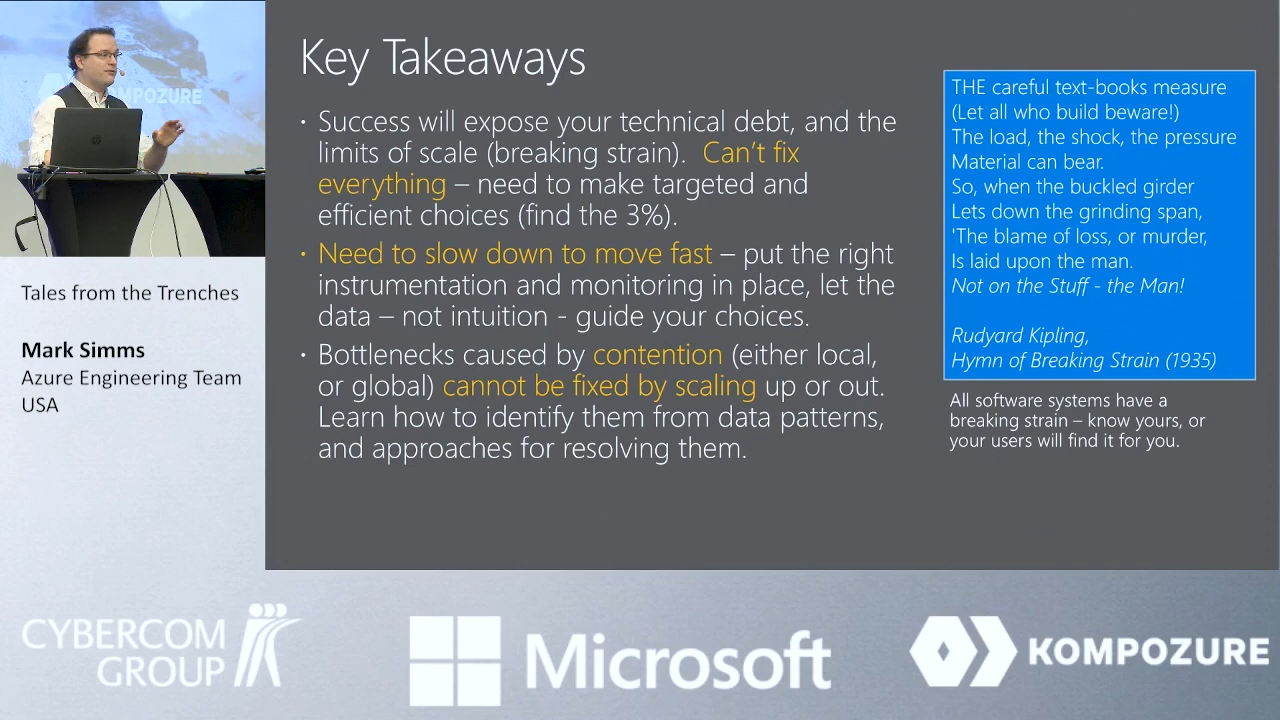 KOMPOZURE
Tales from the Trenches
Mark Simms
Azure Engineering Team
USA
Key Takeaways
• Success will expose your technical debt, and the
limits of scale (breaking strain).  Can't fix
everything – need to make targeted and
efficient choices (find the 3%).
• Need to slow down to move fast – put the right
instrumentation and monitoring in place, let the
data – not intuition - guide your choices.
• Bottlenecks caused by contention (either local,
or global) cannot be fixed by scaling up or out.
Learn how to identify them from data patterns,
and approaches for resolving them.
THE careful text-books measure
(Let all who build beware!)
The load, the shock, the pressure
Material can bear.
So, when the buckled girder
Lets down the grinding span,
'The blame of loss, or murder,
Is laid upon the man.
Not on the Stuff - the Man!
Rudyard Kipling,
Hymn of Breaking Strain (1935)
All software systems have a
breaking strain – know yours, or
your users will find it for you.
CYBERCOM
GROUP
Microsoft
KOMPOZURE